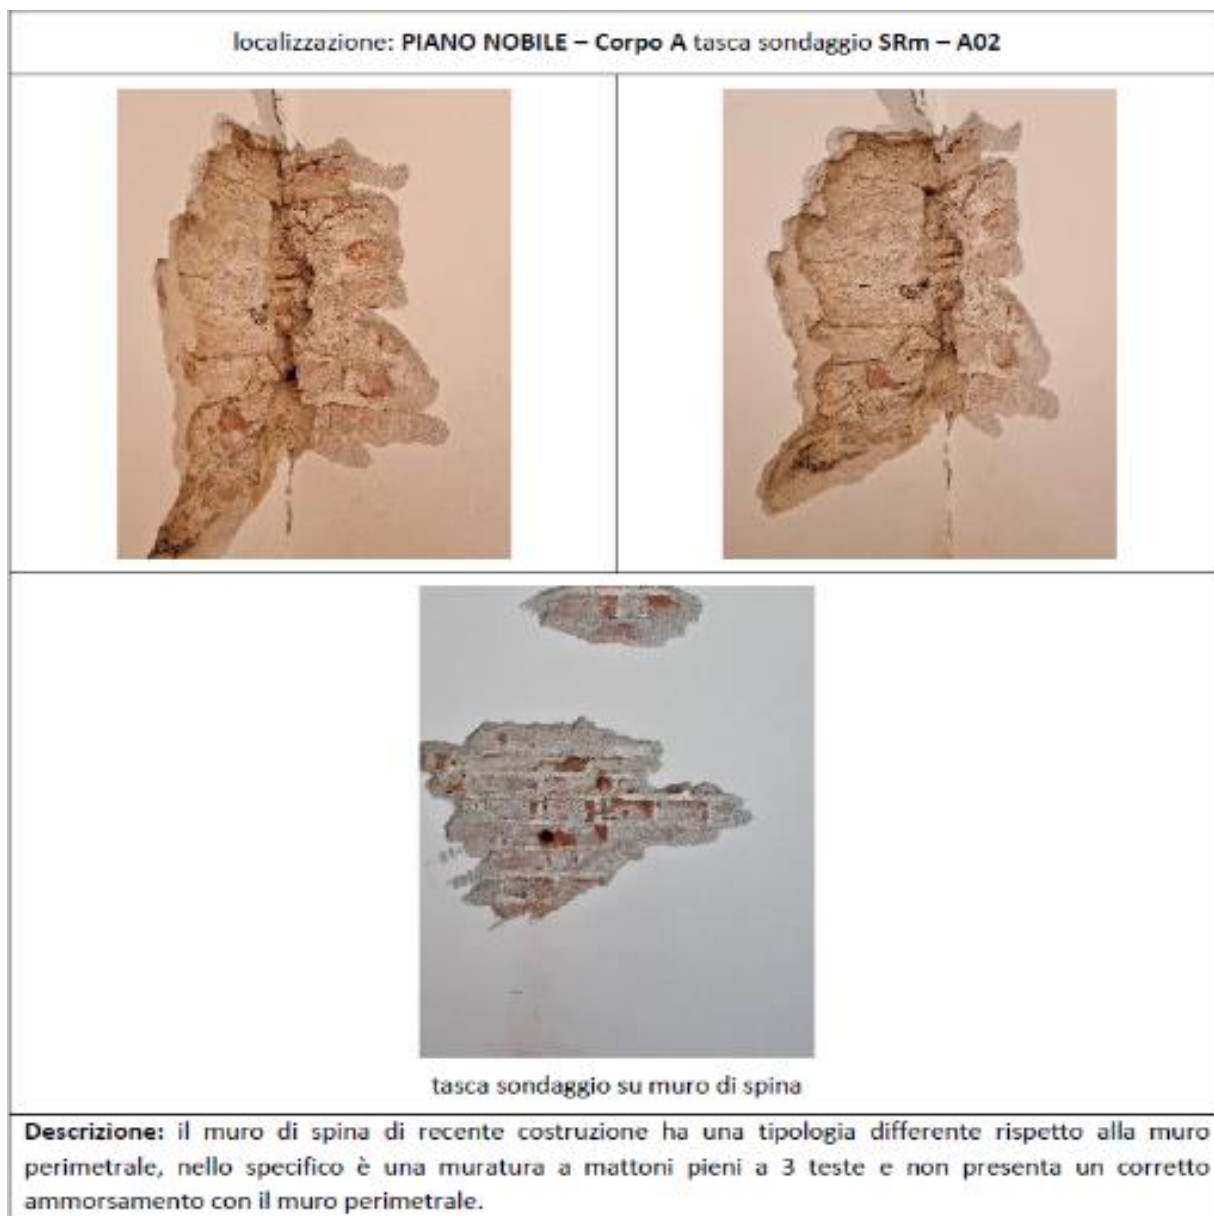 localizzazione: PIANO NOBILE – Corpo A tasca sondaggio SRm – A02
tasca sondaggio su muro di spina
Descrizione: il muro di spina di recente costruzione ha una tipologia differente rispetto alla muro
perimetrale, nello specifico è una muratura a mattoni pieni a 3 teste e non presenta un corretto
ammorsamento con il muro perimetrale.